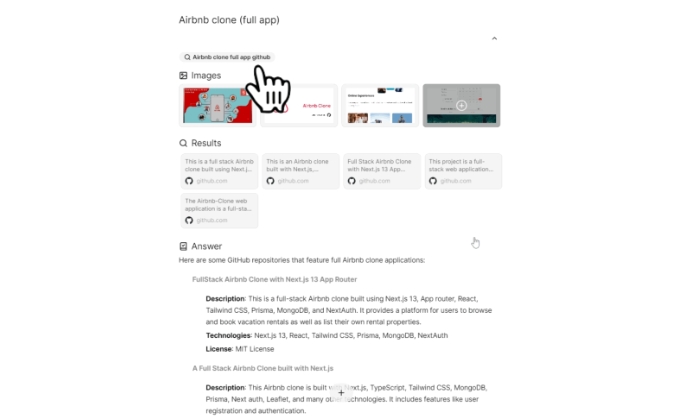 Airbnb clone (full app)
Airbnb clone full app github
Images
Airbnb Clone
Results
This is a full stack Airbnb
clone built using Next.j...
github.com
This is an Airbnb clone
built with Next.js,...
github.com
Full Stack Airbnb Clone
with Next.js 13 App...
github.com
This project is a full-
stack web application...
github.com
The Airbnb-Clone web
application is a full-sta...
github.com
Answer
Here are some GitHub repositories that feature full Airbnb clone applications:
FullStack Airbnb Clone with Next.js 13 App Router
Description: This is a full-stack Airbnb clone built using Next.js 13, App router, React,
Tailwind CSS, Prisma, MongoDB, and NextAuth. It provides a platform for users to browse
and book vacation rentals as well as list their own rental properties.
Technologies: Next.js 13, React, Tailwind CSS, Prisma, MongoDB, NextAuth
License: MIT License
A Full Stack Airbnb Clone built with Next.js
Description: This Airbnb clone is built with Next.js, TypeScript, Tailwind CSS, MongoDB,
Prisma, Next auth, Leaflet, and many other technologies. It includes features like user
registration and authentication.